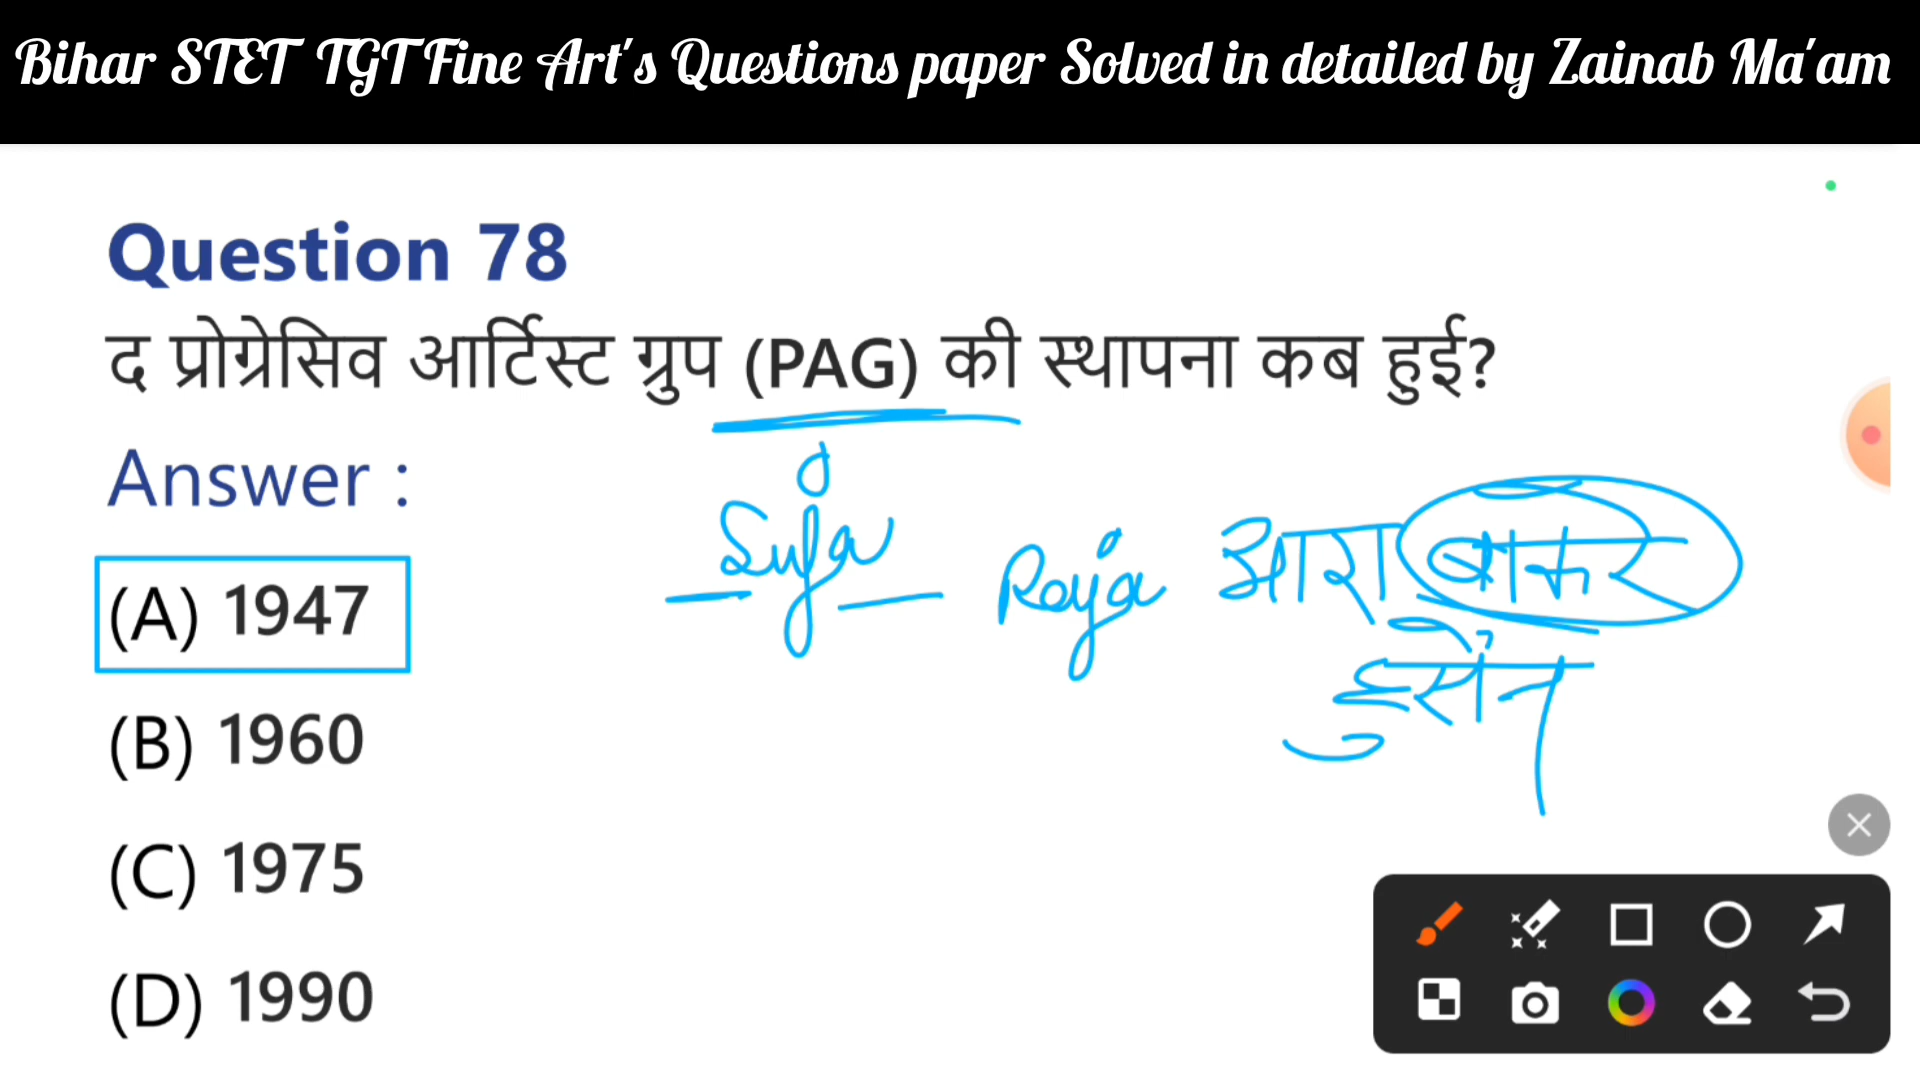 Bihar STET TGT Fine Art's Questions paper Solved in detailed by Zainab Ma'am
Question 78
द प्रोग्रेसिव आर्टिस्ट ग्रुप (PAG) की स्थापना कब हुई?
Answer :
(A) 1947
(B) 1960
(C) 1975
(D) 1990
Suja Raja आरा बाकर
हुसेन